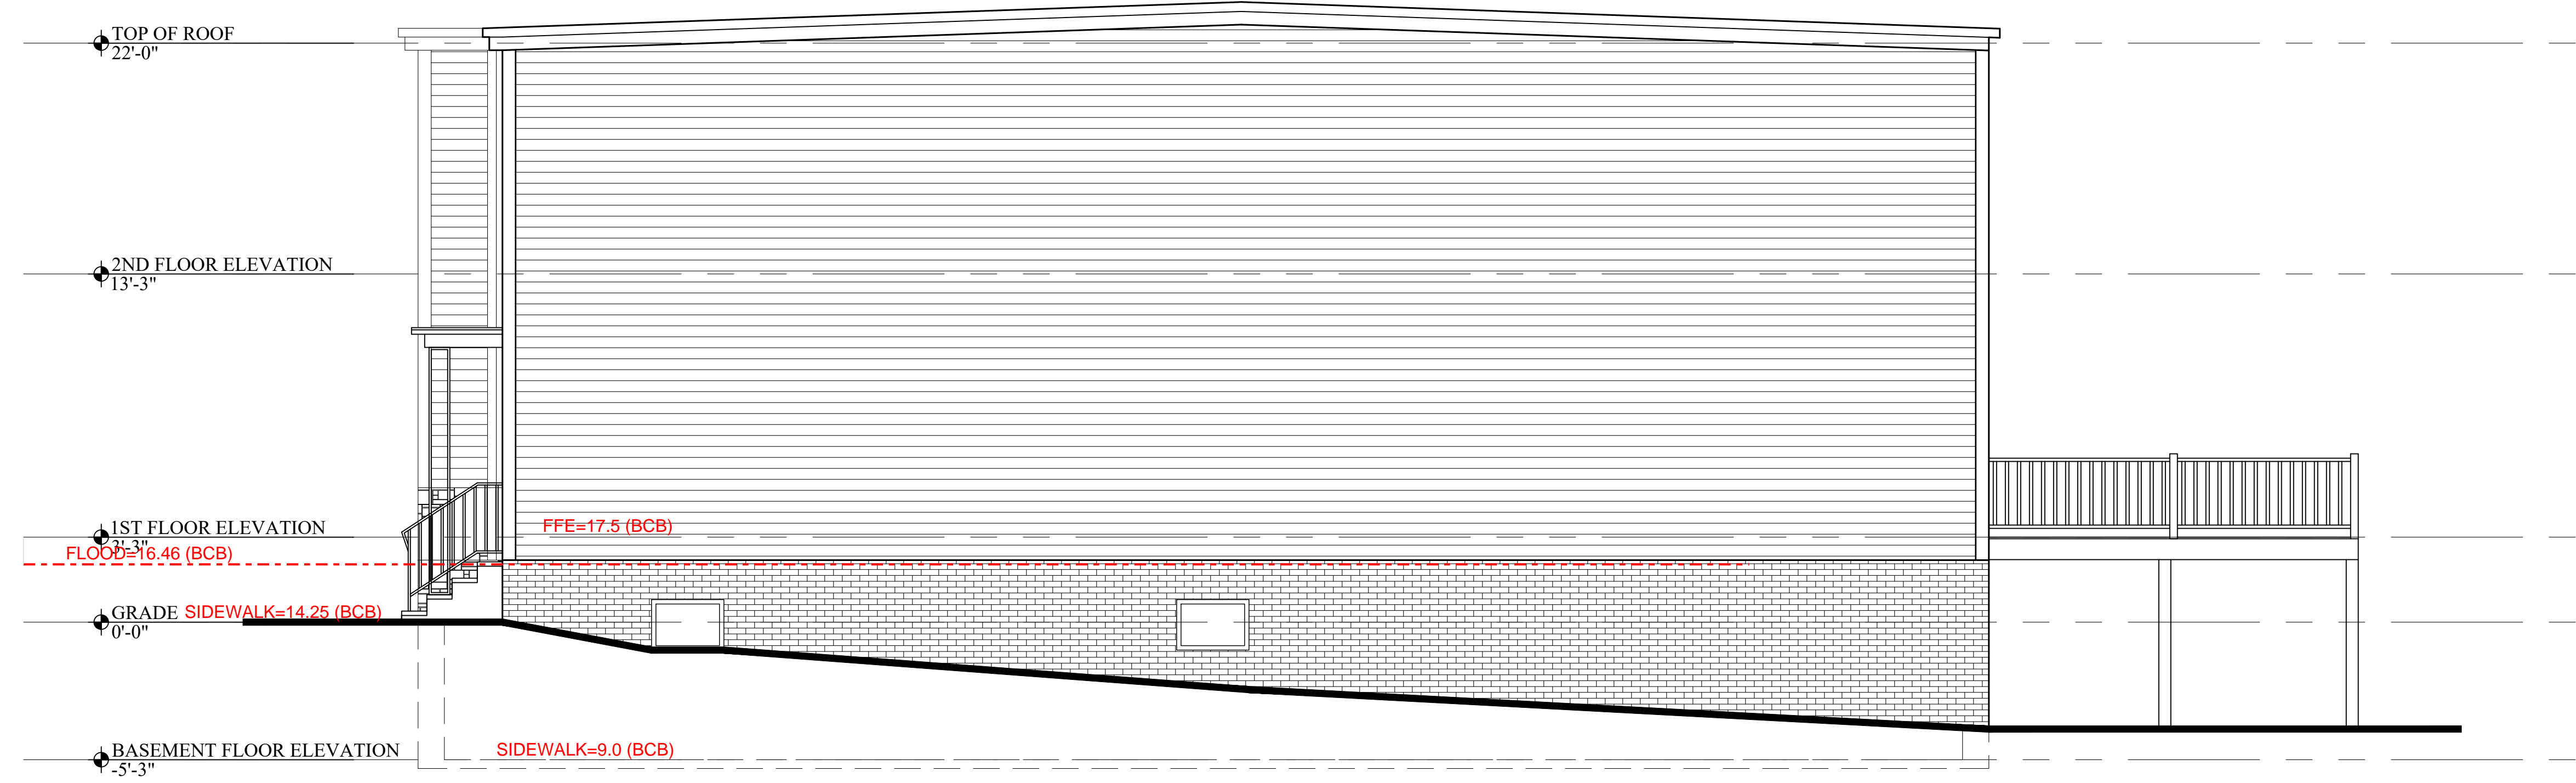 TOP OF ROOF
22'-0"
2ND FLOOR ELEVATION
13'-3"
1ST FLOOR ELEVATION
3'-3"
FFE=17.5 (BCB)
FLOOD=16.46 (BCB)
GRADE SIDEWALK=14.25 (BCB)
0'-0"
BASEMENT FLOOR ELEVATION
-5'-3"
SIDEWALK=9.0 (BCB)